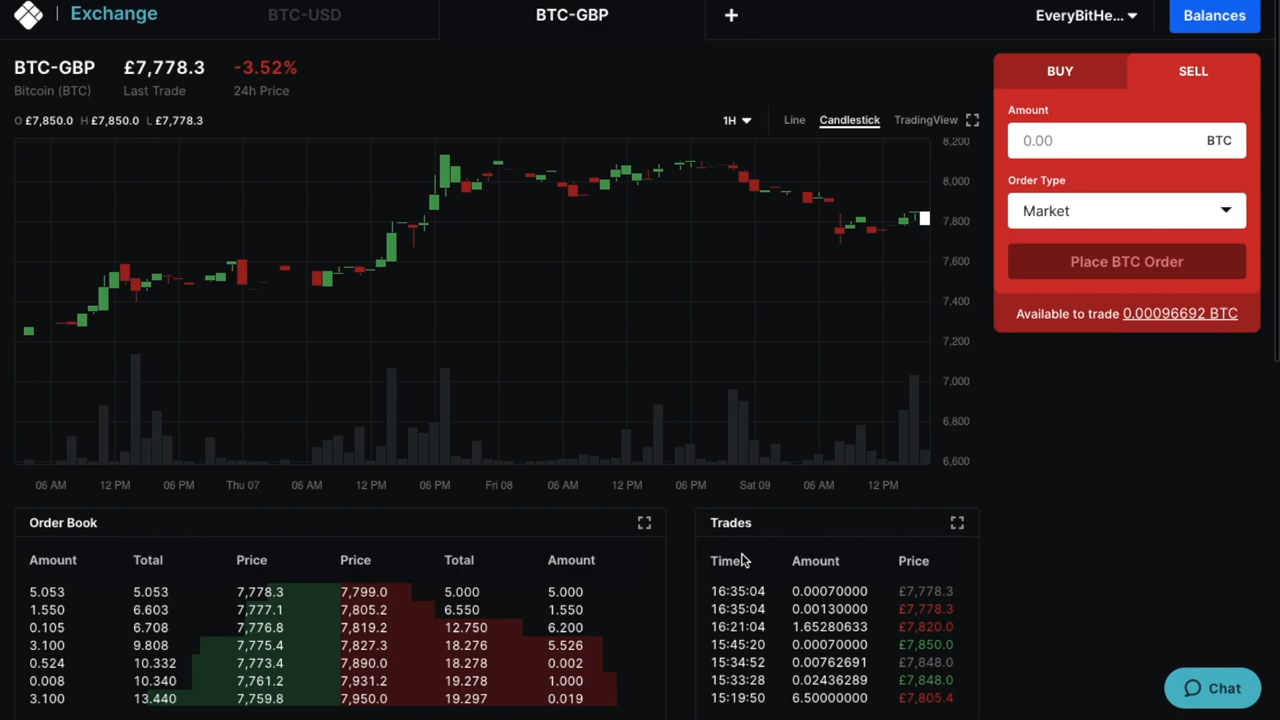 Exchange
BTC-USD
BTC-GBP
+
EveryBitHe...
Balances
BTC-GBP £7,778.3 -3.52%
Bitcoin (BTC) Last Trade 24h Price
O £7,850.0 H £7,850.0 L £7,778.3
1H
Line Candlestick TradingView
8,200
8,000
7,800
7,600
7,400
7,200
7,000
6,800
6,600
06 AM 12 PM 06 PM Thu 07 06 AM 12 PM 06 PM Fri 08 06 AM 12 PM 06 PM Sat 09 06 AM 12 PM
BUY SELL
Amount
0.00 BTC
Order Type
Market
Place BTC Order
Available to trade 0.00096692 BTC
Order Book
Amount Total Price Price Total Amount
5.053 5.053 7,778.3 7,799.0 5.000 5.000
1.550 6.603 7,777.1 7,805.2 6.550 1.550
0.105 6.708 7,776.8 7,819.2 12.750 6.200
3.100 9.808 7,775.4 7,827.3 18.276 5.526
0.524 10.332 7,773.4 7,890.0 18.278 0.002
0.008 10.340 7,761.2 7,931.2 19.278 1.000
3.100 13.440 7,759.8 7,950.0 19.297 0.019
Trades
Time Amount Price
16:35:04 0.00070000 £7,778.3
16:35:04 0.00130000 £7,778.3
16:21:04 1.65280633 £7,820.0
15:45:20 0.00070000 £7,850.0
15:34:52 0.00762691 £7,848.0
15:33:28 0.02436289 £7,848.0
15:19:50 6.50000000 £7,805.4
Chat